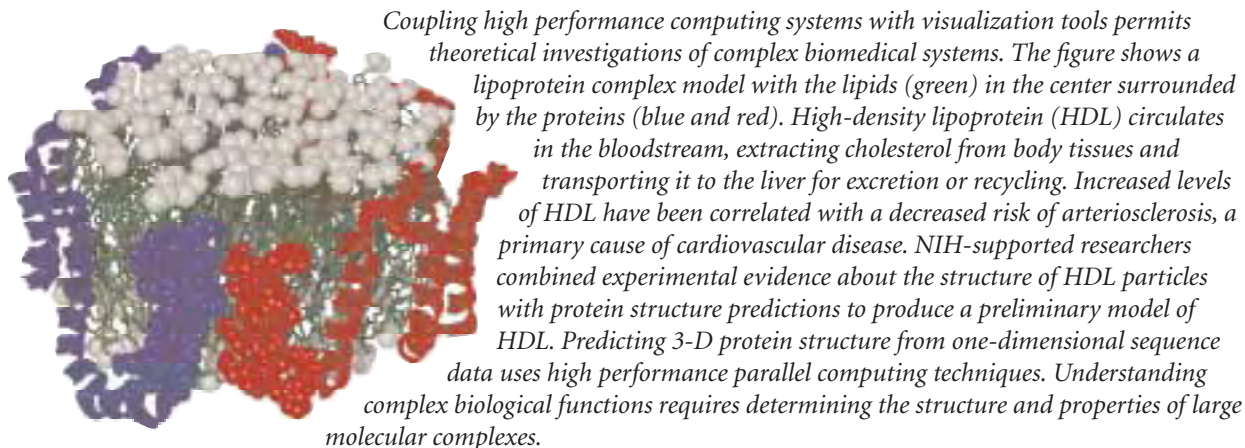 Coupling high performance computing systems with visualization tools permits
theoretical investigations of complex biomedical systems. The figure shows a
lipoprotein complex model with the lipids (green) in the center surrounded
by the proteins (blue and red). High-density lipoprotein (HDL) circulates
in the bloodstream, extracting cholesterol from body tissues and
transporting it to the liver for excretion or recycling. Increased levels
of HDL have been correlated with a decreased risk of arteriosclerosis, a
primary cause of cardiovascular disease. NIH-supported researchers
combined experimental evidence about the structure of HDL particles
with protein structure predictions to produce a preliminary model of
HDL. Predicting 3-D protein structure from one-dimensional sequence
data uses high performance parallel computing techniques. Understanding
complex biological functions requires determining the structure and properties of large
molecular complexes.